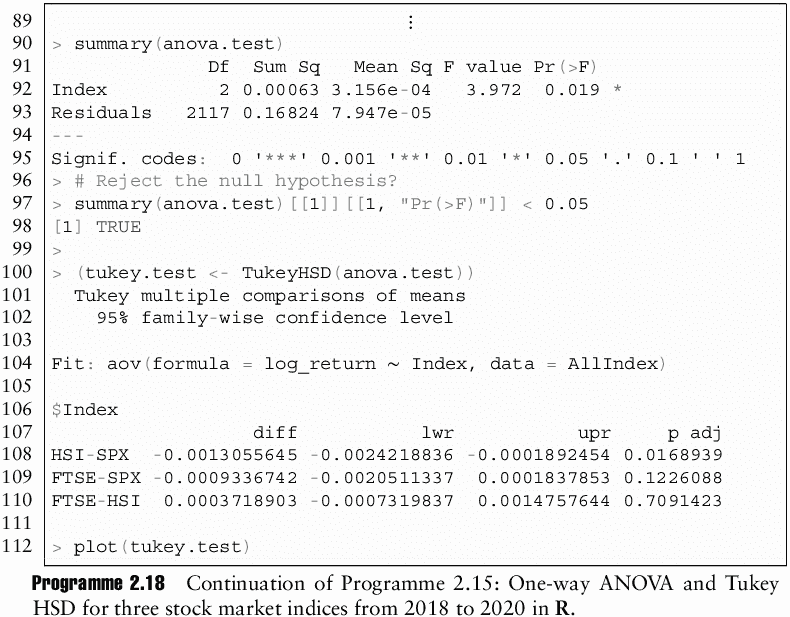 89 ⋮
90 > summary(anova.test)
91 Df Sum Sq Mean Sq F value Pr(>F)
92 Index 2 0.00063 3.156e-04 3.972 0.019 *
93 Residuals 2117 0.16824 7.947e-05
94 ---
95 Signif. codes: 0 '***' 0.001 '**' 0.01 '*' 0.05 '.' 0.1 ' ' 1
96 > # Reject the null hypothesis?
97 > summary(anova.test)[[1]][[1, "Pr(>F)"]] < 0.05
98 [1] TRUE
99 >
100 > (tukey.test <- TukeyHSD(anova.test))
101 Tukey multiple comparisons of means
102 95% family-wise confidence level
103
104 Fit: aov(formula = log_return ~ Index, data = AllIndex)
105
106 $Index
107 diff lwr upr p adj
108 HSI-SPX -0.0013055645 -0.0024218836 -0.0001892454 0.0168939
109 FTSE-SPX -0.0009336742 -0.0020511337 0.0001837853 0.1226088
110 FTSE-HSI 0.0003718903 -0.0007319837 0.0014757644 0.7091423
111
112 > plot(tukey.test)
Programme 2.18 Continuation of Programme 2.15: One-way ANOVA and Tukey
HSD for three stock market indices from 2018 to 2020 in R.